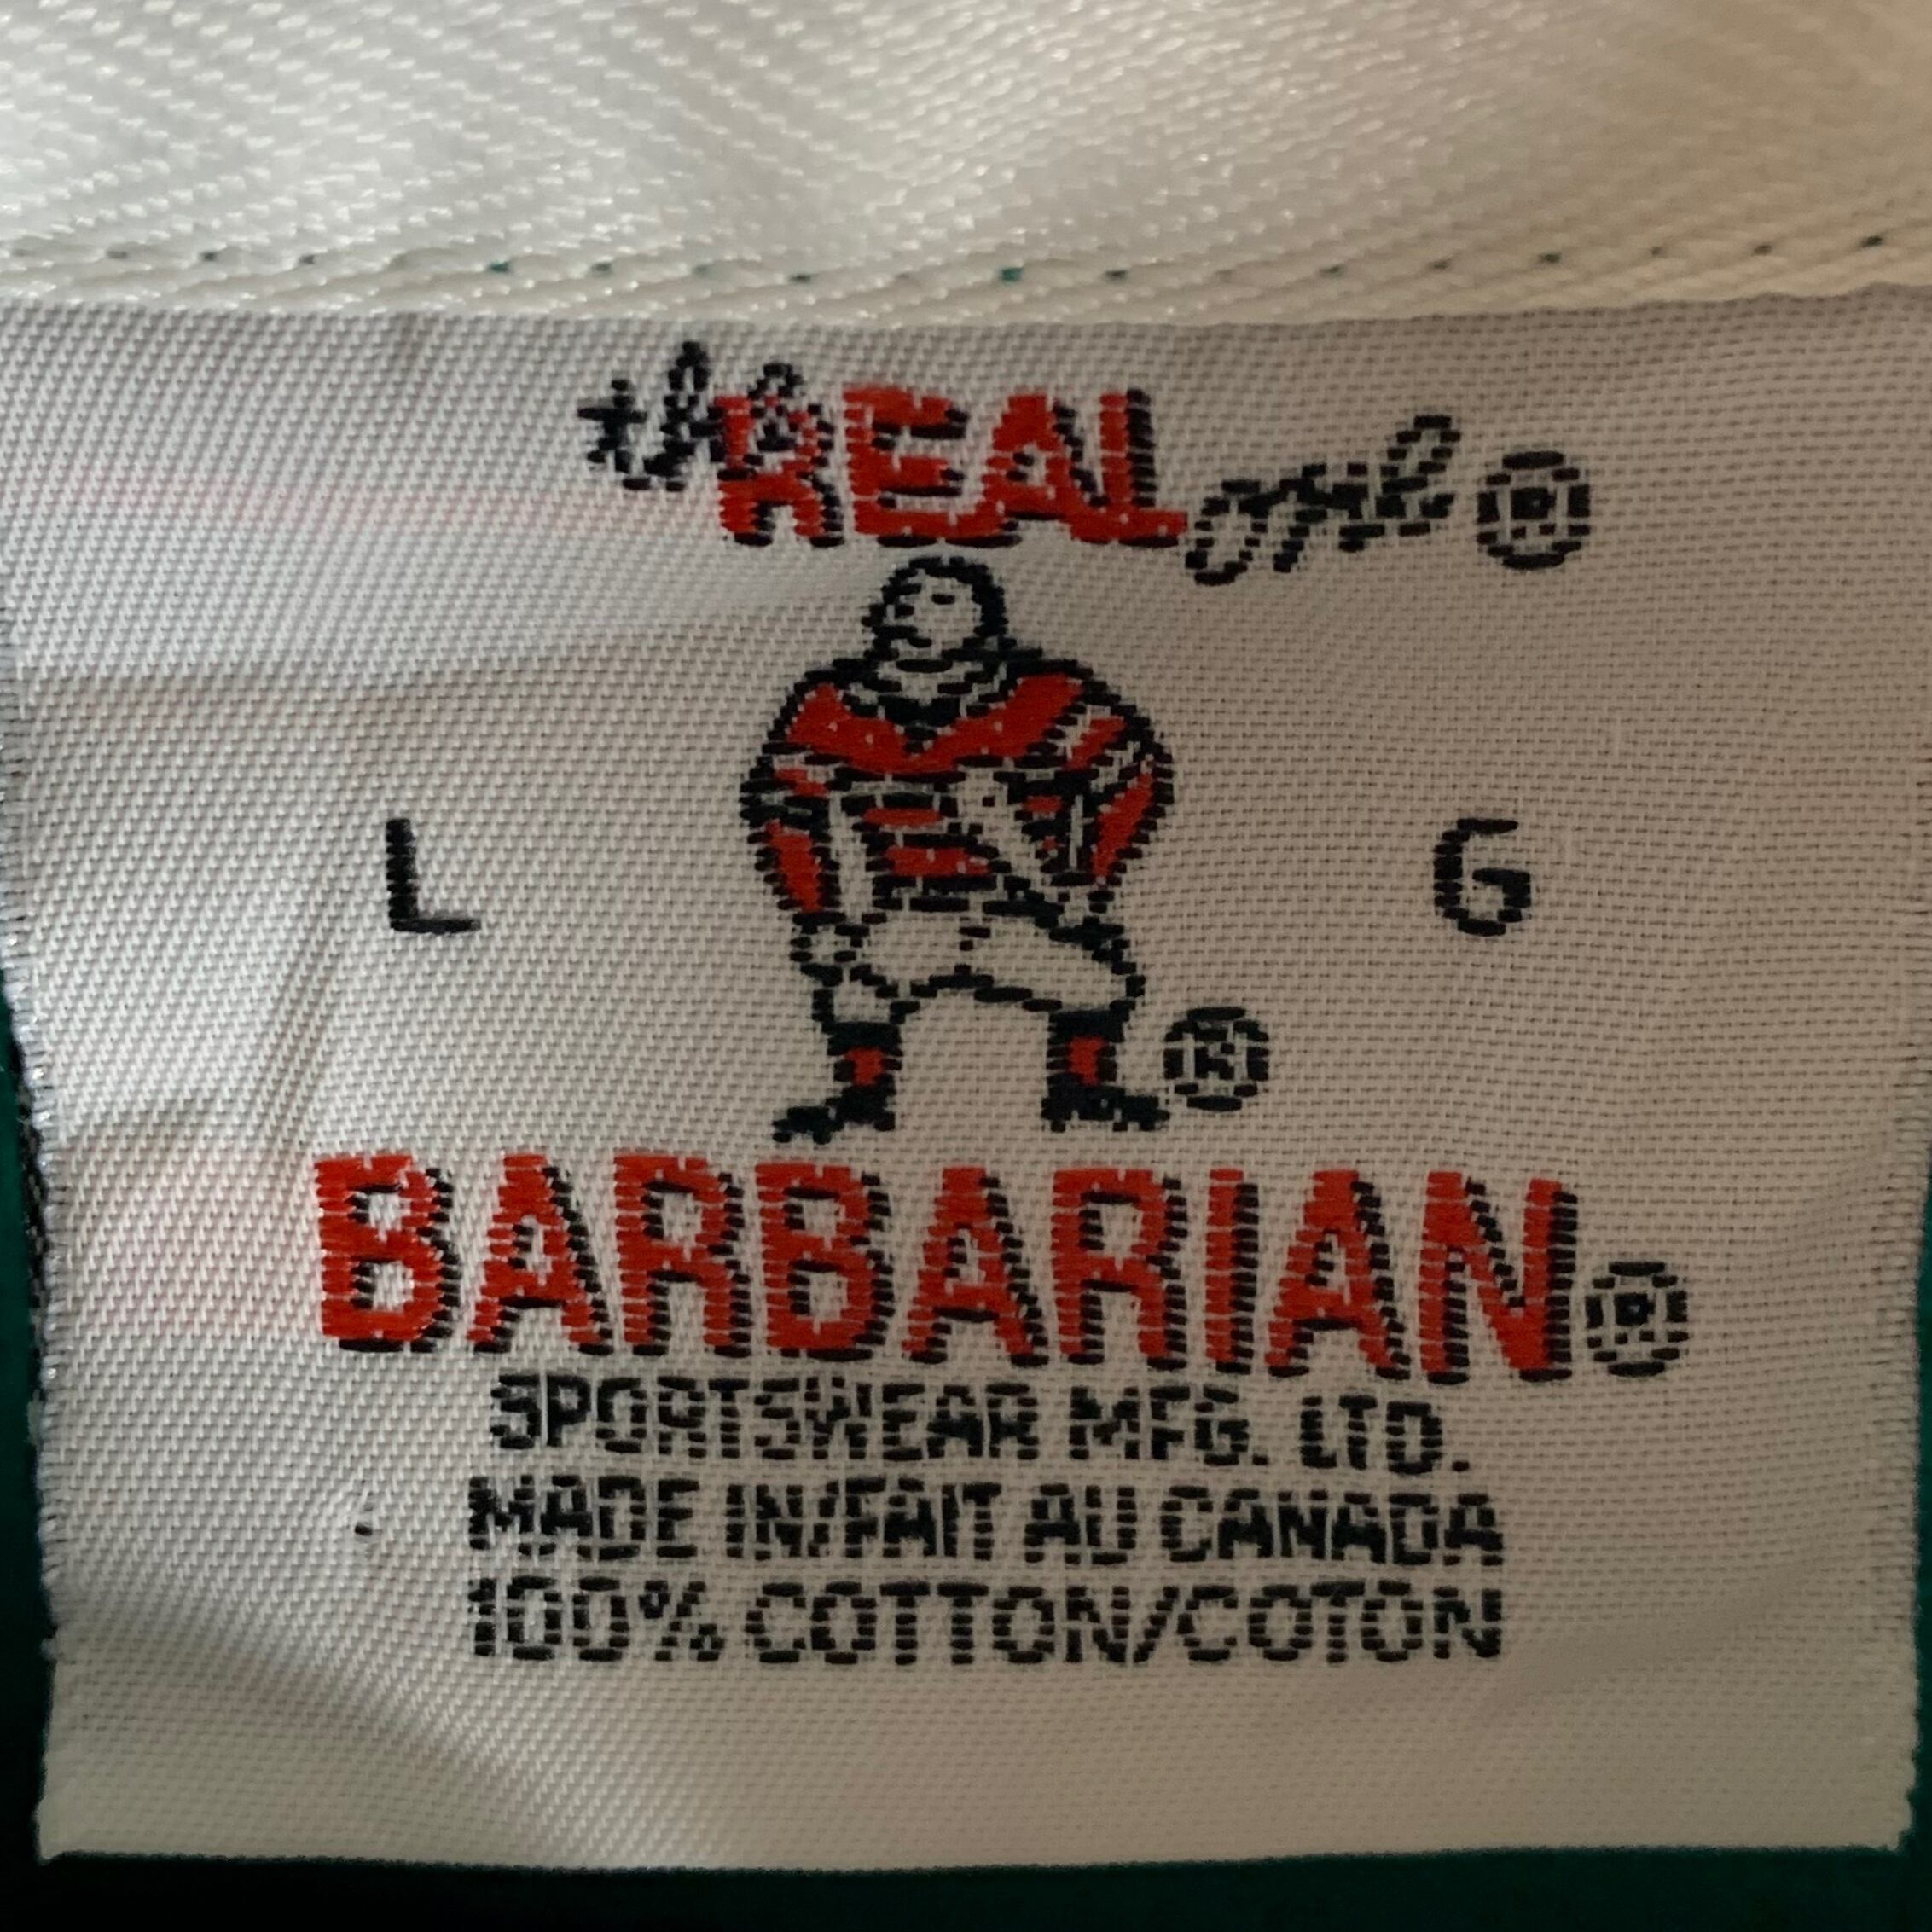 the REAL one®
L G
®
BARBARIAN®
SPORTSWEAR MFG. LTD.
MADE IN/FAIT AU CANADA
100% COTTON/COTON